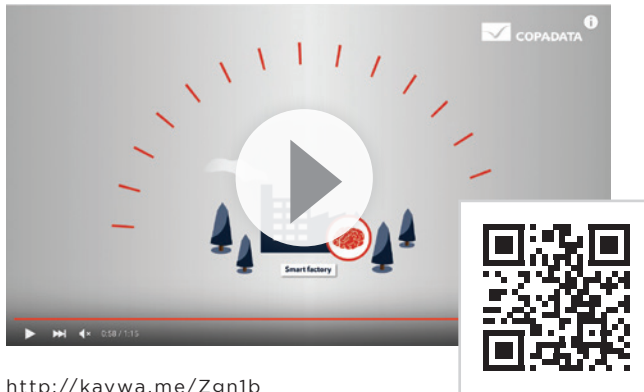 COPADATA
i
Smart factory
0:58 / 1:15
http://kaywa.me/Zgn1b